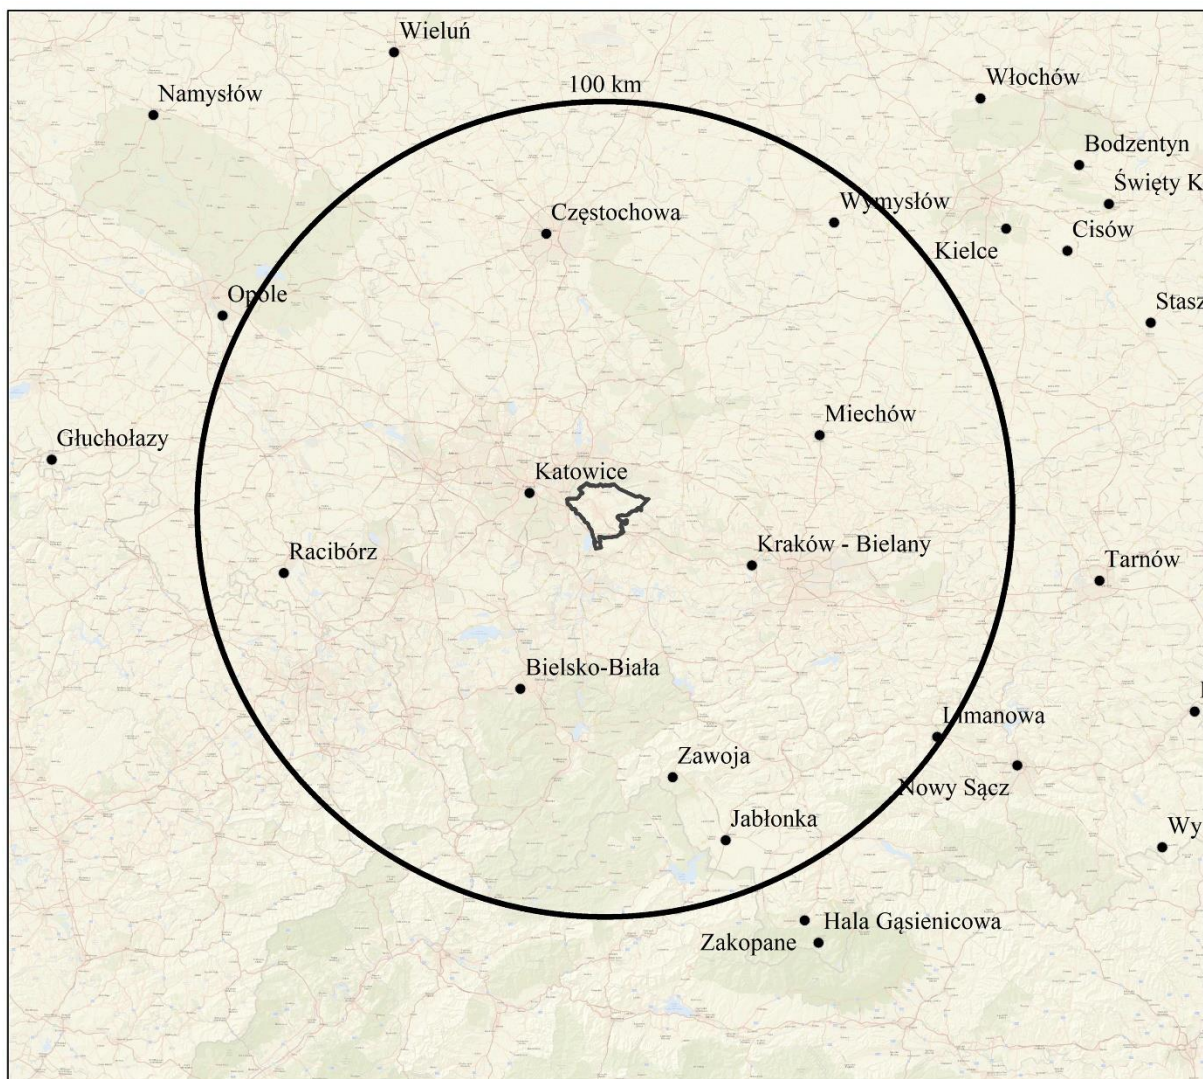 Wieluń
Włochów
100 km
Namysłów
Bodzentyn
Święty K
Wymysłów
Częstochowa
Cisów
Kielce
Opole
Stasz
Miechów
Głuchołazy
Katowice
Kraków - Bielany
Racibórz
Tarnów
Bielsko-Biała
Limanowa
Zawoja
Nowy Sącz
Jabłonka
Wy
Hala Gąsienicowa
Zakopane